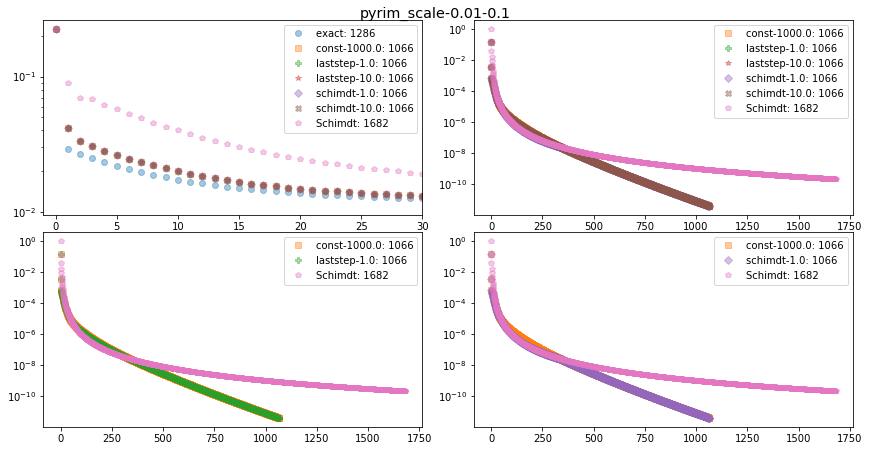 pyrim_scale-0.01-0.1
exact: 1286
const-1000.0: 1066
laststep-1.0: 1066
laststep-10.0: 1066
schimdt-1.0: 1066
schimdt-10.0: 1066
Schimdt: 1682
10⁻¹
10⁻²
0 5 10 15 20 25 30
const-1000.0: 1066
laststep-1.0: 1066
laststep-10.0: 1066
schimdt-1.0: 1066
schimdt-10.0: 1066
Schimdt: 1682
10⁰
10⁻²
10⁻⁴
10⁻⁶
10⁻⁸
10⁻¹⁰
0 250 500 750 1000 1250 1500 1750
const-1000.0: 1066
laststep-1.0: 1066
Schimdt: 1682
10⁰
10⁻²
10⁻⁴
10⁻⁶
10⁻⁸
10⁻¹⁰
0 250 500 750 1000 1250 1500 1750
const-1000.0: 1066
schimdt-1.0: 1066
Schimdt: 1682
10⁰
10⁻²
10⁻⁴
10⁻⁶
10⁻⁸
10⁻¹⁰
0 250 500 750 1000 1250 1500 1750